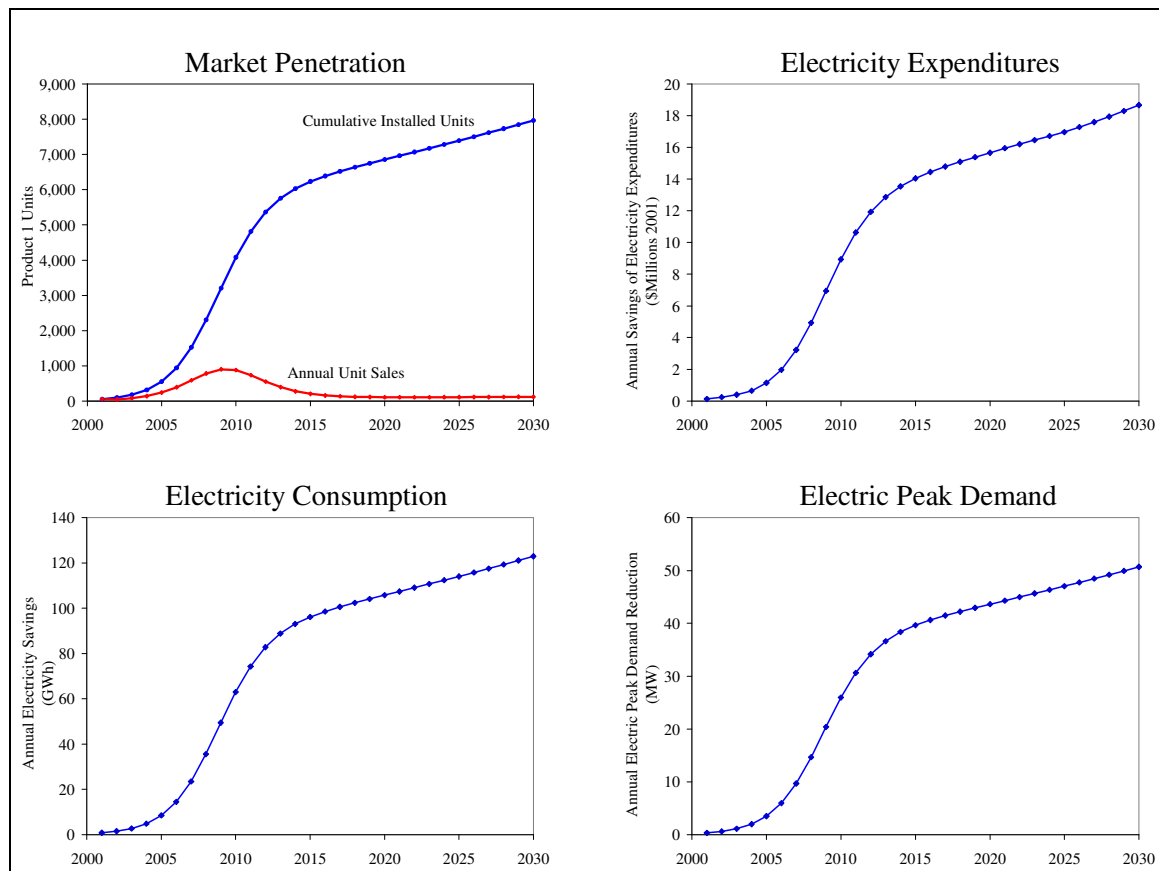 Market Penetration
9,000
8,000
7,000
6,000
5,000
4,000
3,000
2,000
1,000
0
Product 1 Units
Cumulative Installed Units
Annual Unit Sales
2000 2005 2010 2015 2020 2025 2030
Electricity Expenditures
20
18
16
14
12
10
8
6
4
2
0
Annual Savings of Electricity Expenditures
($Millions 2001)
2000 2005 2010 2015 2020 2025 2030
Electricity Consumption
140
120
100
80
60
40
20
0
Annual Electricity Savings
(GWh)
2000 2005 2010 2015 2020 2025 2030
Electric Peak Demand
60
50
40
30
20
10
0
Annual Electric Peak Demand Reduction
(MW)
2000 2005 2010 2015 2020 2025 2030